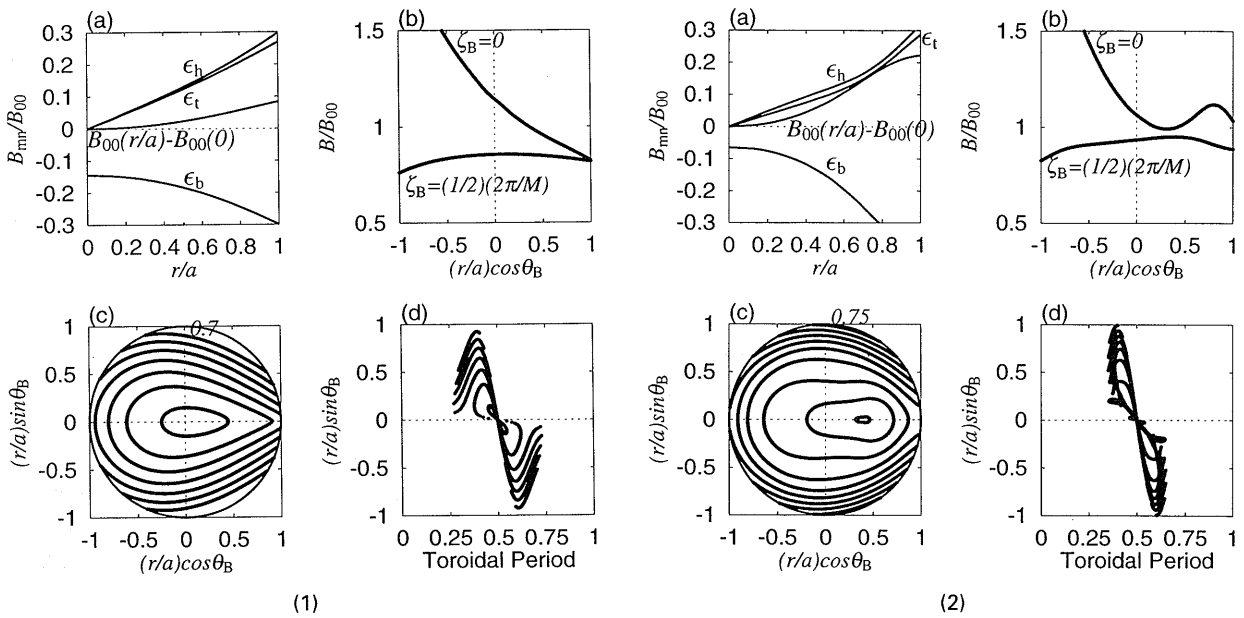 (a)
0.3
0.2
0.1
0
-0.1
-0.2
-0.3
B_mn/B_00
ϵ_h
ϵ_t
B_00(r/a)-B_00(0)
ϵ_b
0 0.2 0.4 0.6 0.8 1
r/a
(b)
1.5
1
0.5
B/B_00
ζ_B=0
ζ_B=(1/2)(2π/M)
-1 -0.5 0 0.5 1
(r/a)cosθ_B
(c)
0.7
1
0.5
0
-0.5
-1
(r/a)sinθ_B
-1 -0.5 0 0.5 1
(r/a)cosθ_B
(d)
1
0.5
0
-0.5
-1
(r/a)sinθ_B
0 0.25 0.5 0.75 1
Toroidal Period
(1)
(a)
0.3
0.2
0.1
0
-0.1
-0.2
-0.3
B_mn/B_00
ϵ_t
ϵ_h
B_00(r/a)-B_00(0)
ϵ_b
0 0.2 0.4 0.6 0.8 1
r/a
(b)
1.5
1
0.5
B/B_00
ζ_B=0
ζ_B=(1/2)(2π/M)
-1 -0.5 0 0.5 1
(r/a)cosθ_B
(c)
0.75
1
0.5
0
-0.5
-1
(r/a)sinθ_B
-1 -0.5 0 0.5 1
(r/a)cosθ_B
(d)
1
0.5
0
-0.5
-1
(r/a)sinθ_B
0 0.25 0.5 0.75 1
Toroidal Period
(2)